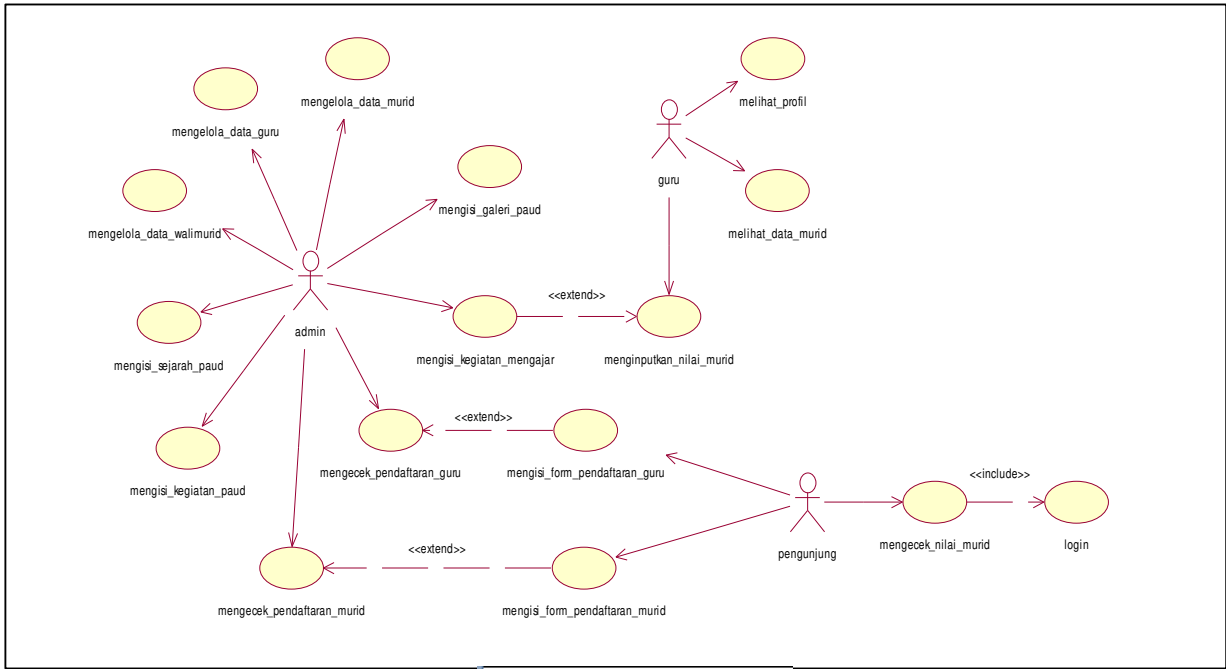 mengelola_data_murid
melihat_profil
mengelola_data_guru
guru
mengisi_galeri_paud
mengelola_data_walimurid
melihat_data_murid
<<extend>>
admin
mengisi_sejarah_paud
mengisi_kegiatan_mengajar
menginputkan_nilai_murid
<<extend>>
mengecek_pendaftaran_guru
mengisi_form_pendaftaran_guru
<<include>>
mengisi_kegiatan_paud
<<extend>>
pengunjung
mengecek_nilai_murid
login
mengecek_pendaftaran_murid
mengisi_form_pendaftaran_murid